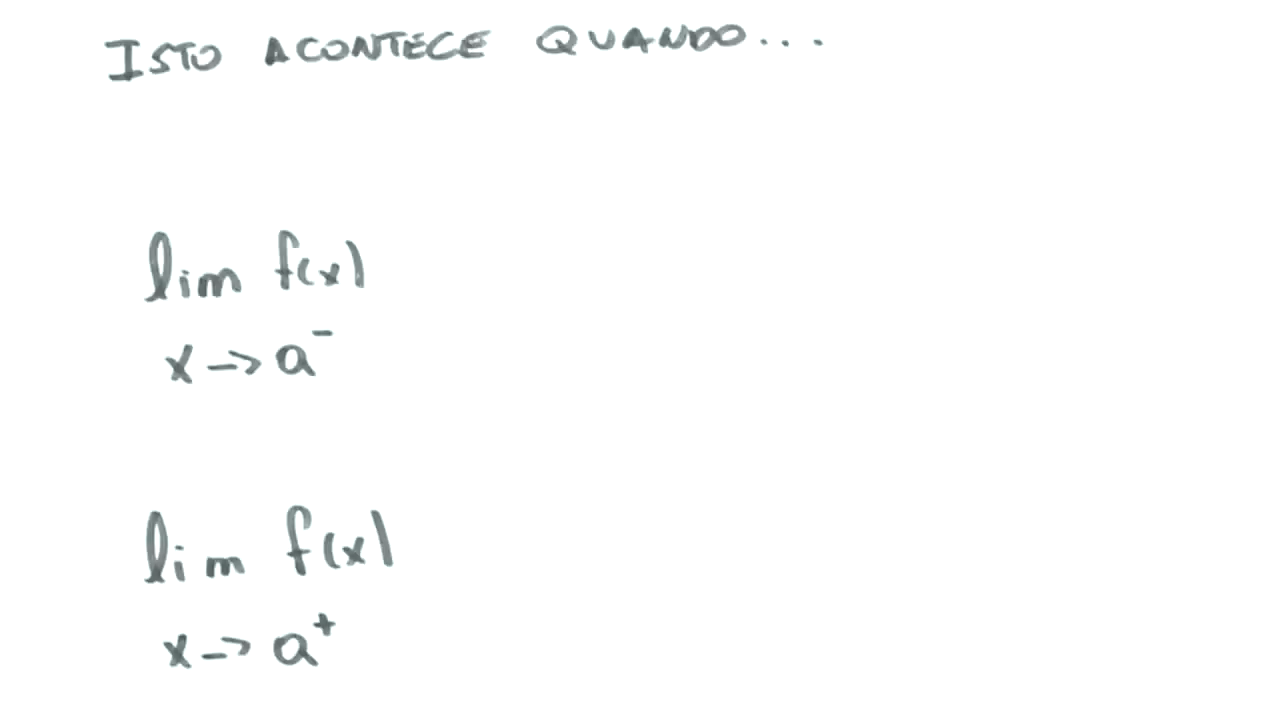 ISTO ACONTECE QUANDO...
lim f(x)
x -> a⁻
lim f(x)
x -> a⁺